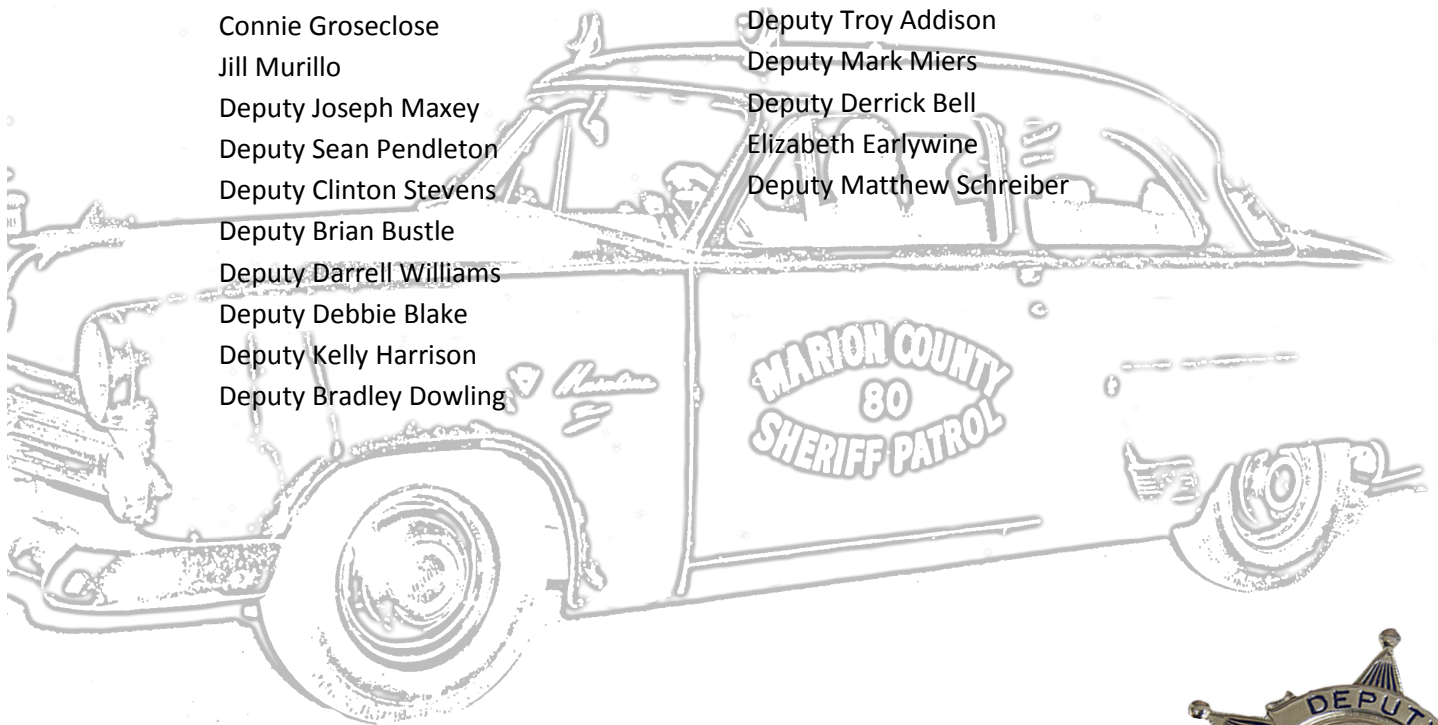 Connie Groseclose
Jill Murillo
Deputy Joseph Maxey
Deputy Sean Pendleton
Deputy Clinton Stevens
Deputy Brian Bustle
Deputy Darrell Williams
Deputy Debbie Blake
Deputy Kelly Harrison
Deputy Bradley Dowling
Deputy Troy Addison
Deputy Mark Miers
Deputy Derrick Bell
Elizabeth Earlywine
Deputy Matthew Schreiber
MARION COUNTY
80
SHERIFF PATROL